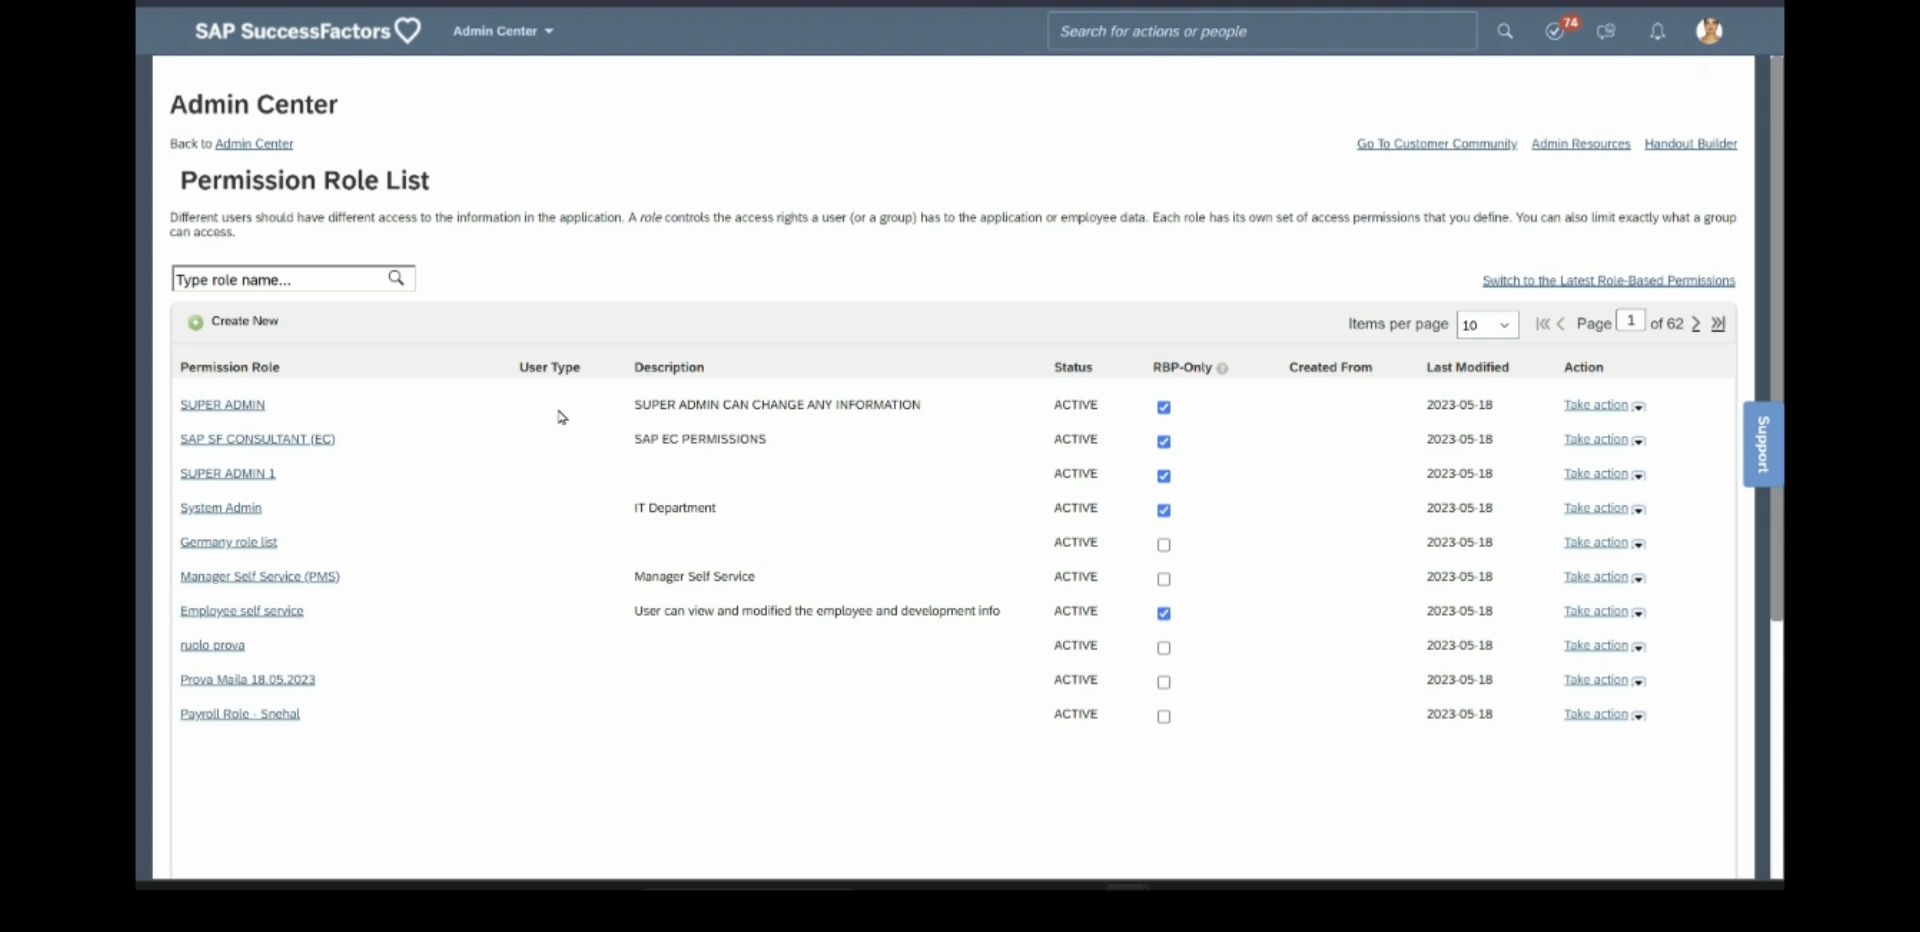 SAP SuccessFactors Admin Center Search for actions or people 74
Admin Center
Back to Admin Center Go To Customer Community Admin Resources Handout Builder
Permission Role List
Different users should have different access to the information in the application. A role controls the access rights a user (or a group) has to the application or employee data. Each role has its own set of access permissions that you define. You can also limit exactly what a group
can access.
Type role name... Switch to the Latest Role-Based Permissions
Create New Items per page 10 Page 1 of 62
Permission Role User Type Description Status RBP-Only Created From Last Modified Action
SUPER ADMIN SUPER ADMIN CAN CHANGE ANY INFORMATION ACTIVE 2023-05-18 Take action
SAP SF CONSULTANT (EC) SAP EC PERMISSIONS ACTIVE 2023-05-18 Take action
SUPER ADMIN 1 ACTIVE 2023-05-18 Take action
System Admin IT Department ACTIVE 2023-05-18 Take action
Germany role list ACTIVE 2023-05-18 Take action
Manager Self Service (PMS) Manager Self Service ACTIVE 2023-05-18 Take action
Employee self service User can view and modified the employee and development info ACTIVE 2023-05-18 Take action
ruolo prova ACTIVE 2023-05-18 Take action
Prova Maila 18.05.2023 ACTIVE 2023-05-18 Take action
Payroll Role - Snehal ACTIVE 2023-05-18 Take action
Support